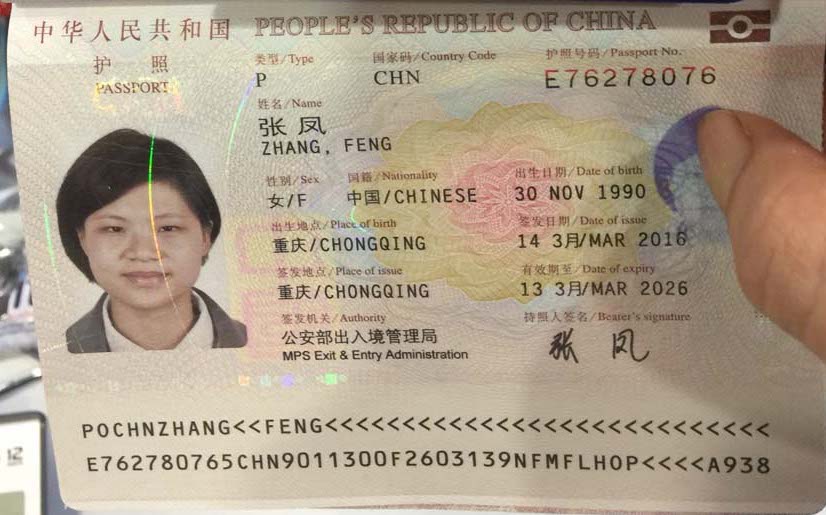 中华人民共和国 PEOPLE'S REPUBLIC OF CHINA
护 照
PASSPORT
类型/Type 国家码/Country Code 护照号码/Passport No.
P CHN E76278076
姓名/Name
张 凤
ZHANG, FENG
性别/Sex 国籍/Nationality 出生日期/Date of birth
女/F 中国/CHINESE 30 NOV 1990
出生地点/Place of birth 签发日期/Date of issue
重庆/CHONGQING 14 3月/MAR 2016
签发地点/Place of issue 有效期至/Date of expiry
重庆/CHONGQING 13 3月/MAR 2026
签发机关/Authority 持照人签名/Bearer's signature
公安部出入境管理局 张 凤
MPS Exit & Entry Administration
POCHNZHANG<<FENG<<<<<<<<<<<<<<<<<<<<<<<<<<<<
E762780765CHN9011300F2603139NFMFLHOP<<<<A938
12